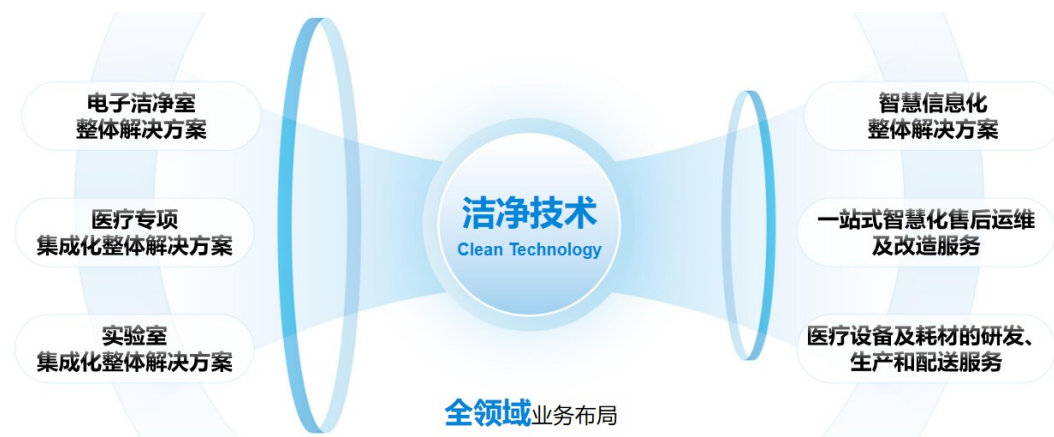 电子洁净室
整体解决方案
医疗专项
集成化整体解决方案
实验室
集成化整体解决方案
洁净技术
Clean Technology
智慧信息化
整体解决方案
一站式智慧化售后运维
及改造服务
医疗设备及耗材的研发、
生产和配送服务
全领域业务布局